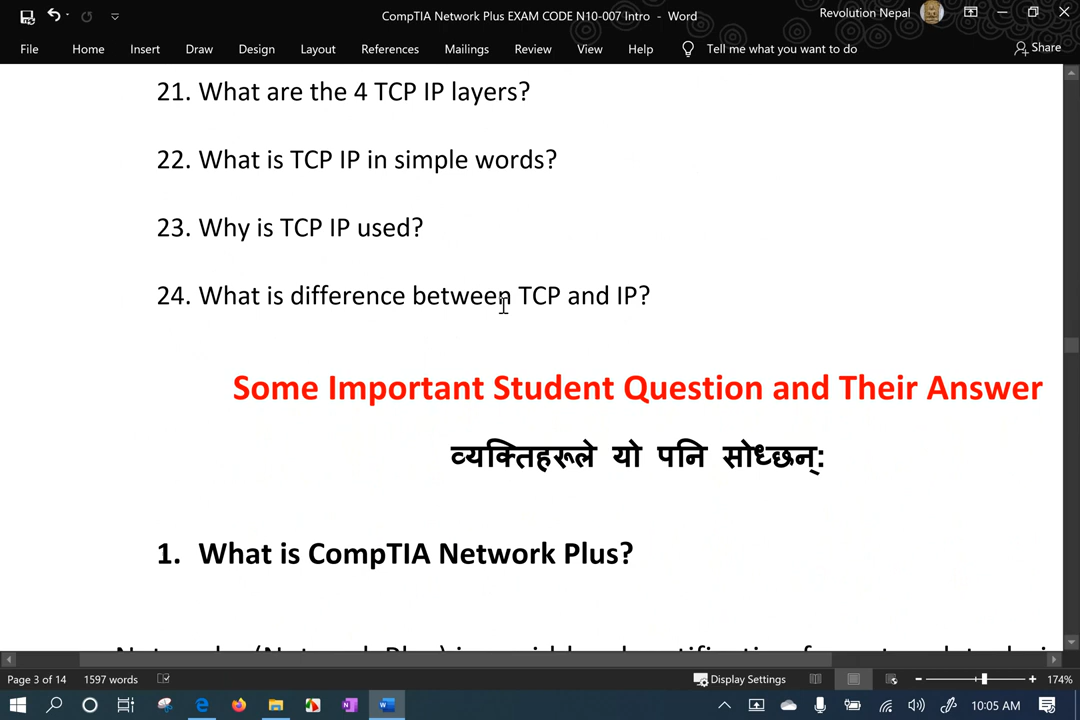 CompTIA Network Plus EXAM CODE N10-007 Intro - Word
Revolution Nepal
File Home Insert Draw Design Layout References Mailings Review View Help Tell me what you want to do Share
21. What are the 4 TCP IP layers?
22. What is TCP IP in simple words?
23. Why is TCP IP used?
24. What is difference between TCP and IP?
Some Important Student Question and Their Answer
व्यक्तिहरूले यो पनि सोध्छन्:
1. What is CompTIA Network Plus?
Page 3 of 14 1597 words Display Settings 174%
10:05 AM